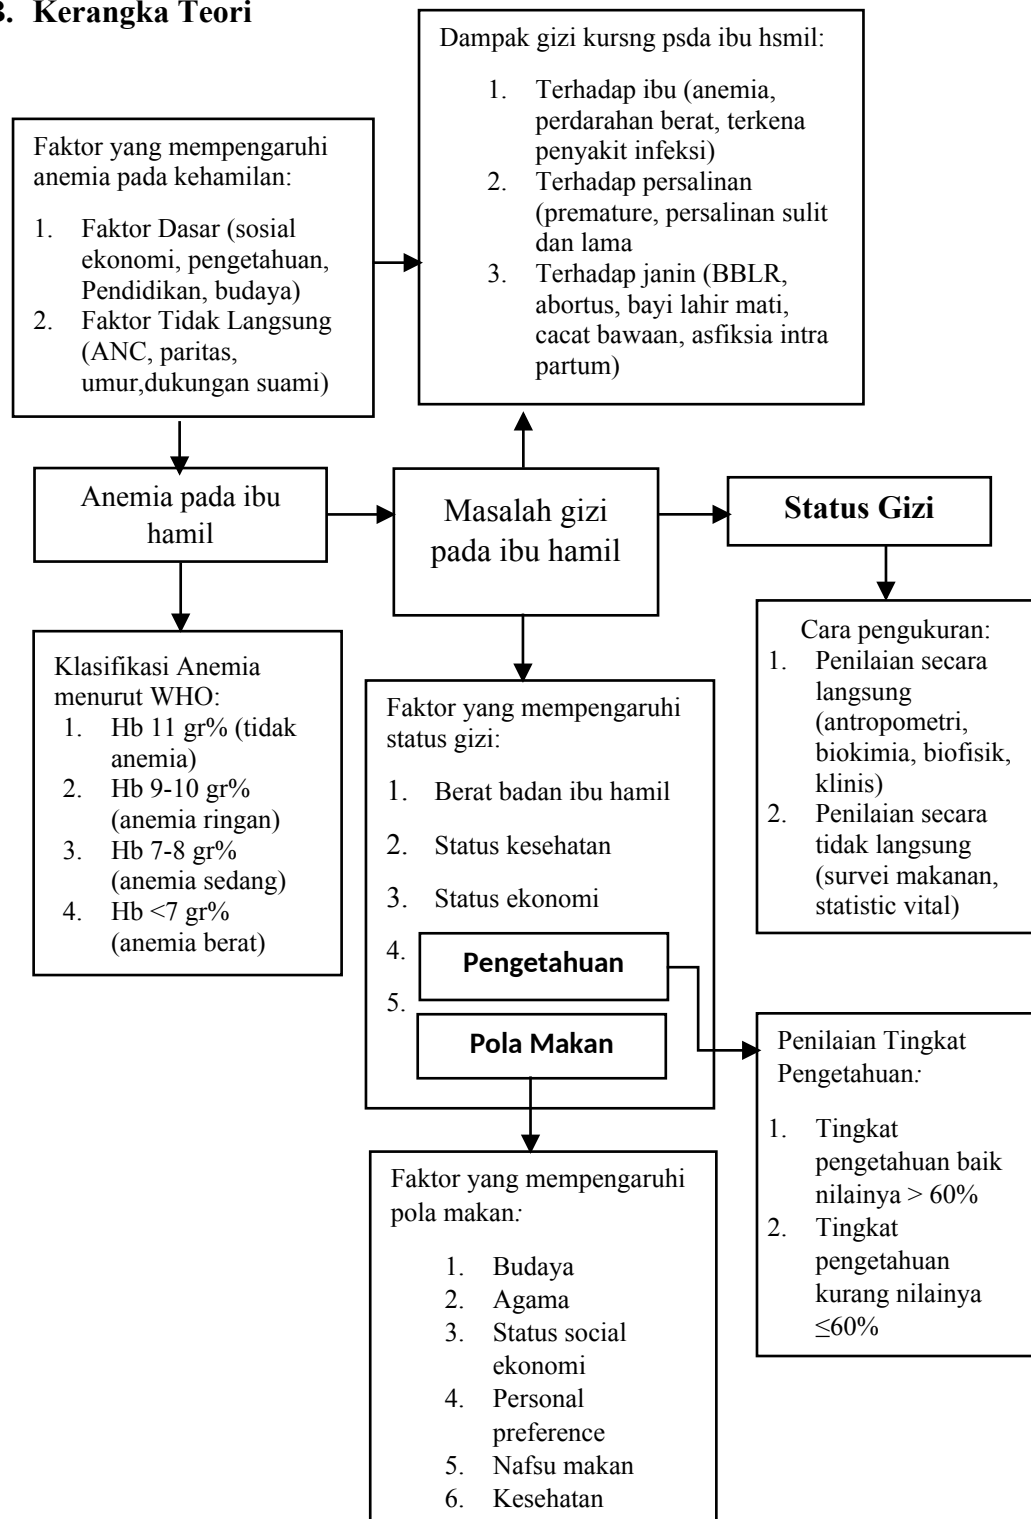 B. Kerangka Teori
Dampak gizi kursng psda ibu hsmil:
1. Terhadap ibu (anemia,
perdarahan berat, terkena
penyakit infeksi)
2. Terhadap persalinan
(premature, persalinan sulit
dan lama
3. Terhadap janin (BBLR,
abortus, bayi lahir mati,
cacat bawaan, asfiksia intra
partum)
Faktor yang mempengaruhi
anemia pada kehamilan:
1. Faktor Dasar (sosial
ekonomi, pengetahuan,
Pendidikan, budaya)
2. Faktor Tidak Langsung
(ANC, paritas,
umur,dukungan suami)
Anemia pada ibu
hamil
Masalah gizi
pada ibu hamil
Status Gizi
Klasifikasi Anemia
menurut WHO:
1. Hb 11 gr% (tidak
anemia)
2. Hb 9-10 gr%
(anemia ringan)
3. Hb 7-8 gr%
(anemia sedang)
4. Hb <7 gr%
(anemia berat)
Faktor yang mempengaruhi
status gizi:
1. Berat badan ibu hamil
2. Status kesehatan
3. Status ekonomi
4. Pengetahuan
5. Pola Makan
Cara pengukuran:
1. Penilaian secara
langsung
(antropometri,
biokimia, biofisik,
klinis)
2. Penilaian secara
tidak langsung
(survei makanan,
statistic vital)
Penilaian Tingkat
Pengetahuan:
1. Tingkat
pengetahuan baik
nilainya > 60%
2. Tingkat
pengetahuan
kurang nilainya
≤60%
Faktor yang mempengaruhi
pola makan:
1. Budaya
2. Agama
3. Status social
ekonomi
4. Personal
preference
5. Nafsu makan
6. Kesehatan